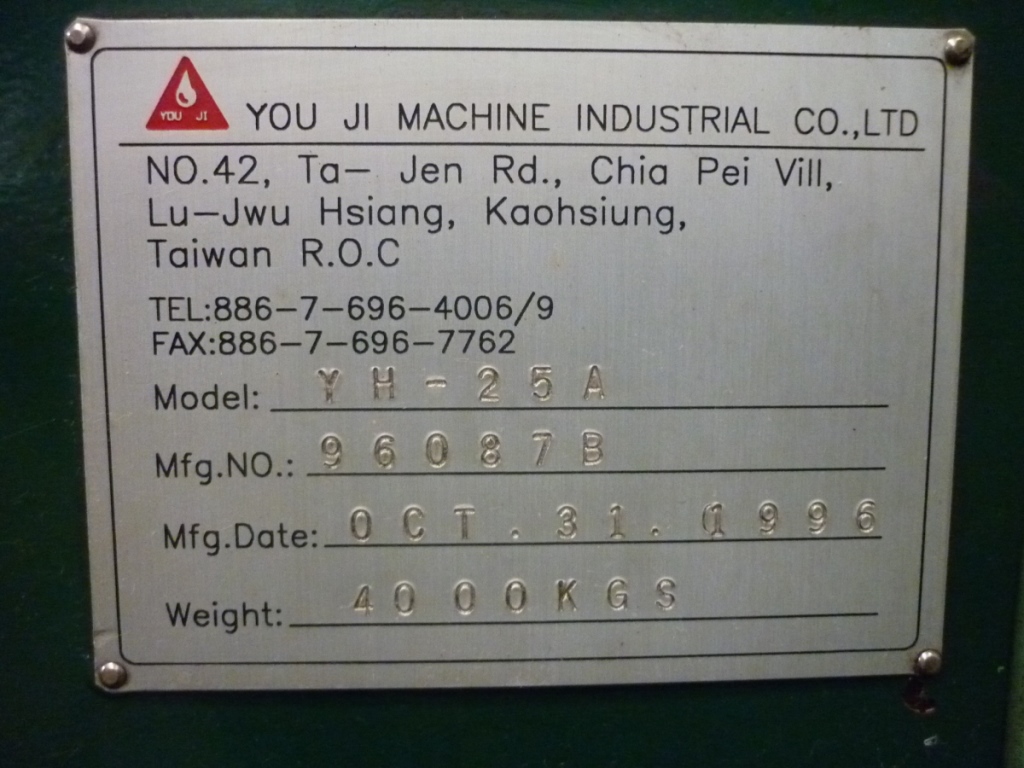 YOU JI
YOU JI MACHINE INDUSTRIAL CO.,LTD
NO.42, Ta- Jen Rd., Chia Pei Vill,
Lu-Jwu Hsiang, Kaohsiung,
Taiwan R.O.C
TEL:886-7-696-4006/9
FAX:886-7-696-7762
Model: YH-25A
Mfg.NO.: 96087B
Mfg.Date: OCT.31.1996
Weight: 4000KGS